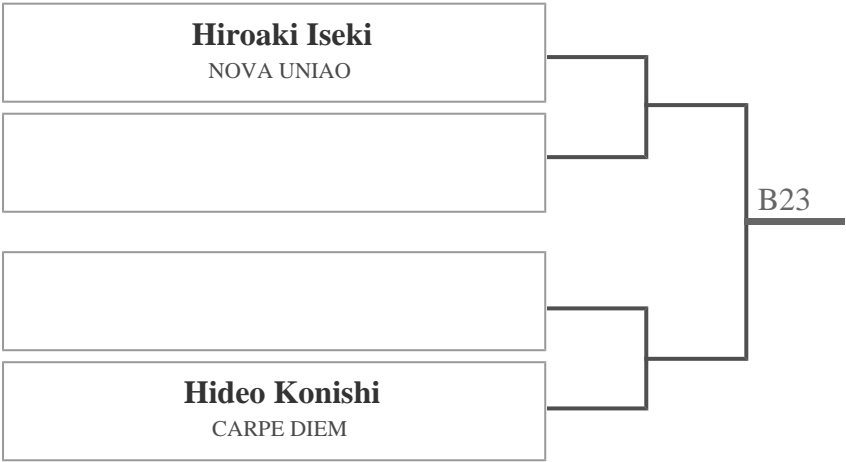 Hiroaki Iseki
NOVA UNIAO
B23
Hideo Konishi
CARPE DIEM